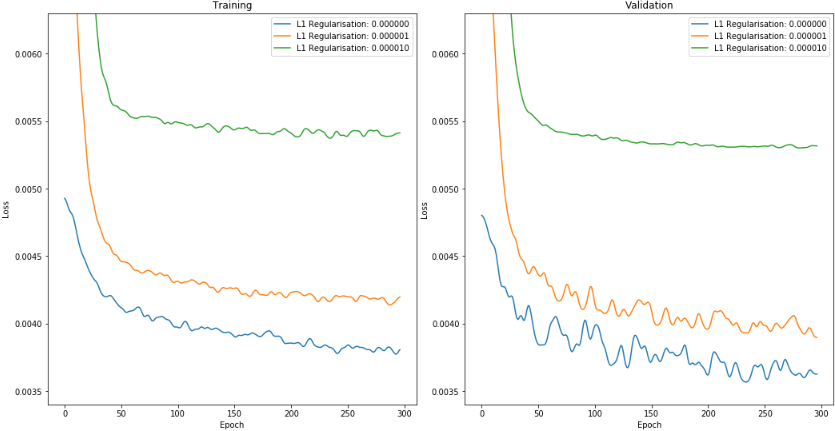 Training
L1 Regularisation: 0.000000
L1 Regularisation: 0.000001
L1 Regularisation: 0.000010
0.0060
0.0055
0.0050
0.0045
0.0040
0.0035
Loss
0 50 100 150 200 250 300
Epoch
Validation
L1 Regularisation: 0.000000
L1 Regularisation: 0.000001
L1 Regularisation: 0.000010
0.0060
0.0055
0.0050
0.0045
0.0040
0.0035
Loss
0 50 100 150 200 250 300
Epoch